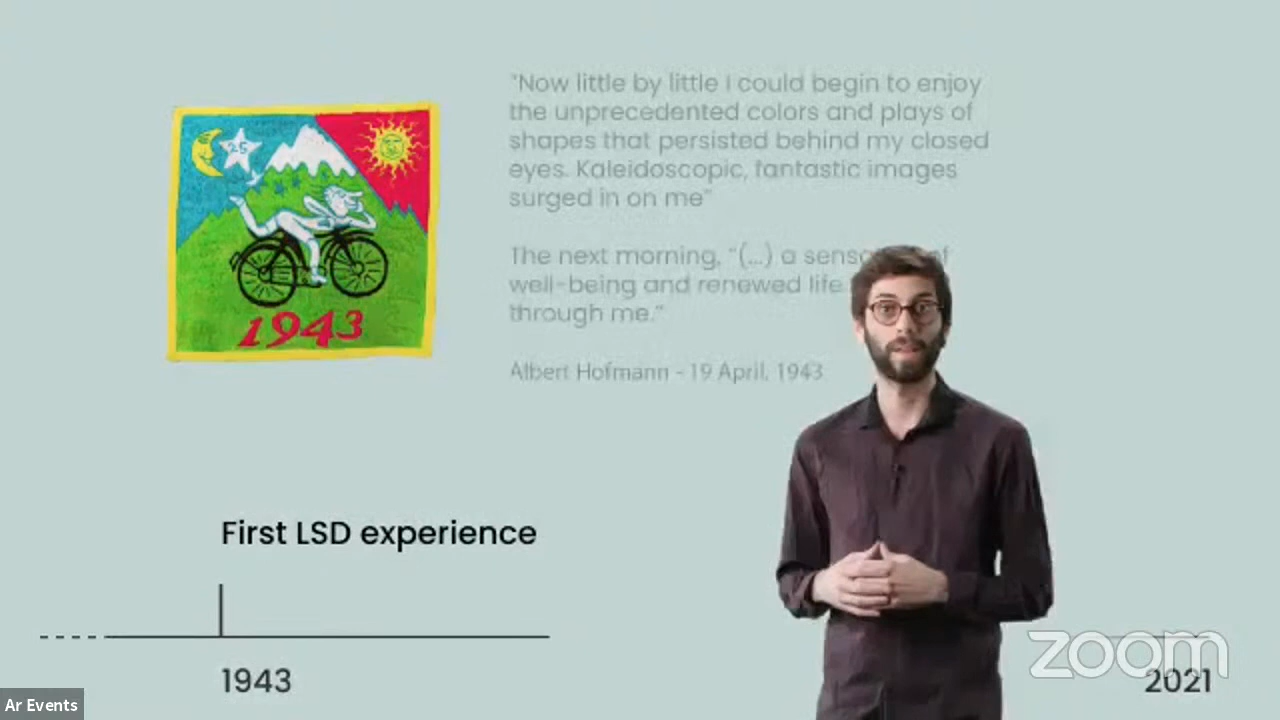 "Now little by little I could begin to enjoy
the unprecedented colors and plays of
shapes that persisted behind my closed
eyes. Kaleidoscopic, fantastic images
surged in on me"
The next morning, "(...) a
well-being and renewed life
through me."
Albert Hofmann - 19 April, 1943
25
1943
First LSD experience
1943
2021
zoom
Ar Events